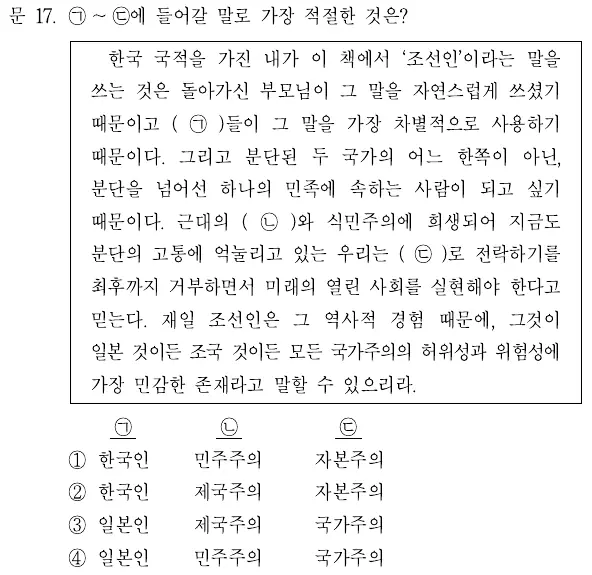 문 17. ㉠ ~ ㉢에 들어갈 말로 가장 적절한 것은?
한국 국적을 가진 내가 이 책에서 ‘조선인’이라는 말을
쓰는 것은 돌아가신 부모님이 그 말을 자연스럽게 쓰셨기
때문이고 ( ㉠ )들이 그 말을 가장 차별적으로 사용하기
때문이다. 그리고 분단된 두 국가의 어느 한쪽이 아닌,
분단을 넘어선 하나의 민족에 속하는 사람이 되고 싶기
때문이다. 근대의 ( ㉡ )와 식민주의에 희생되어 지금도
분단의 고통에 억눌리고 있는 우리는 ( ㉢ )로 전락하기를
최후까지 거부하면서 미래의 열린 사회를 실현해야 한다고
믿는다. 재일 조선인은 그 역사적 경험 때문에, 그것이
일본 것이든 조국 것이든 모든 국가주의의 허위성과 위험성에
가장 민감한 존재라고 말할 수 있으리라.
㉠ ㉡ ㉢
① 한국인 민주주의 자본주의
② 한국인 제국주의 자본주의
③ 일본인 제국주의 국가주의
④ 일본인 민주주의 국가주의